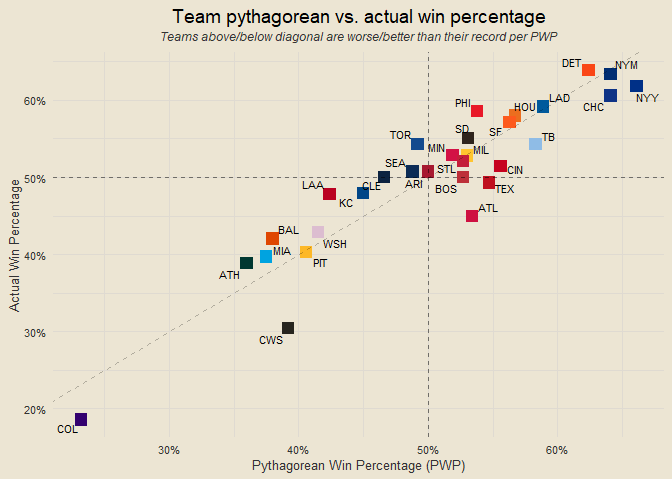 Team pythagorean vs. actual win percentage
Teams above/below diagonal are worse/better than their record per PWP
DET
NYM
NYY
CHC
LAD
HOU
PHI
SF
SD
TB
TOR
MIN
MIL
STL
CIN
SEA
ARI
BOS
TEX
LAA
CLE
KC
ATL
BAL
WSH
MIA
PIT
ATH
CWS
COL
60%
50%
40%
30%
20%
Actual Win Percentage
30%
40%
50%
60%
Pythagorean Win Percentage (PWP)